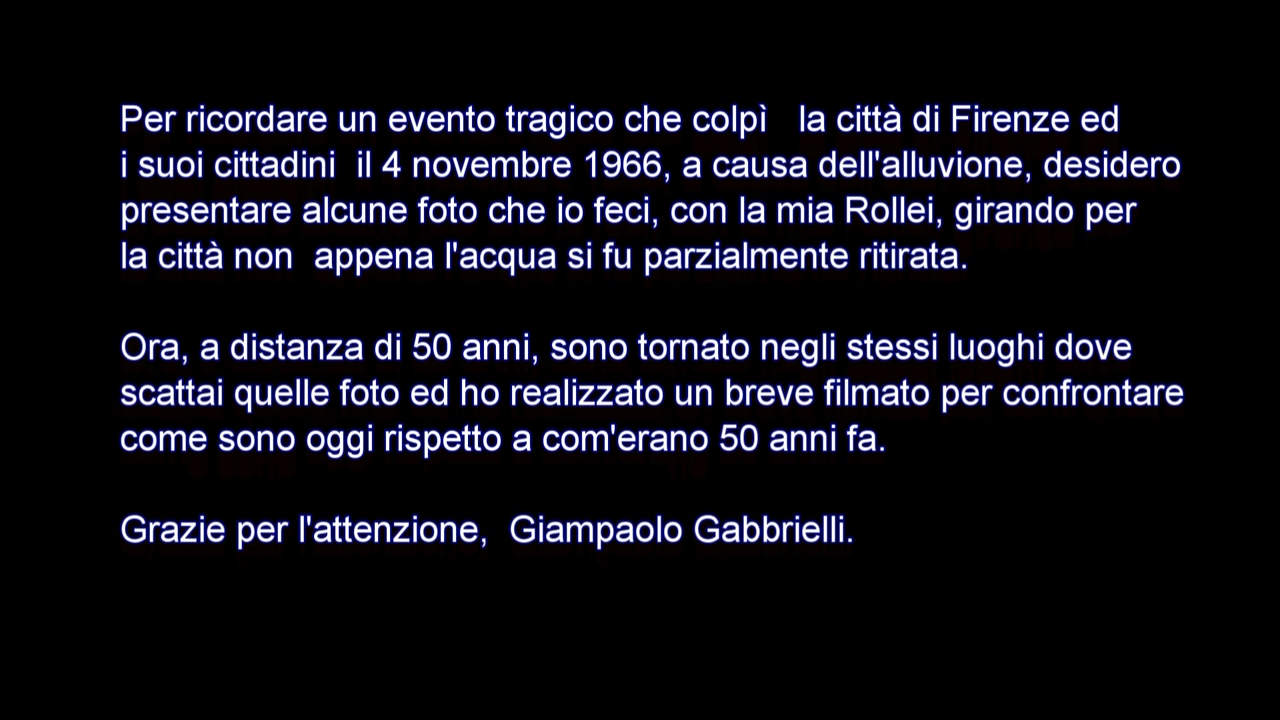 Per ricordare un evento tragico che colpì   la città di Firenze ed
i suoi cittadini  il 4 novembre 1966, a causa dell'alluvione, desidero
presentare alcune foto che io feci, con la mia Rollei, girando per
la città non  appena l'acqua si fu parzialmente ritirata.
Ora, a distanza di 50 anni, sono tornato negli stessi luoghi dove
scattai quelle foto ed ho realizzato un breve filmato per confrontare
come sono oggi rispetto a com'erano 50 anni fa.
Grazie per l'attenzione,  Giampaolo Gabbrielli.